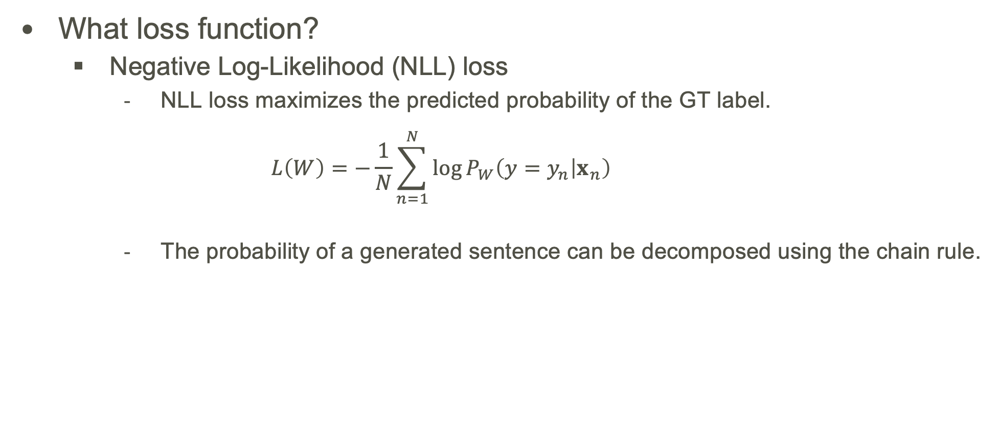 • What loss function?
▪ Negative Log-Likelihood (NLL) loss
- NLL loss maximizes the predicted probability of the GT label.
L(W) = −\frac{1}{N} \sum_{n=1}^{N} \log P_W(y = y_n|\mathbf{x}_n)
- The probability of a generated sentence can be decomposed using the chain rule.